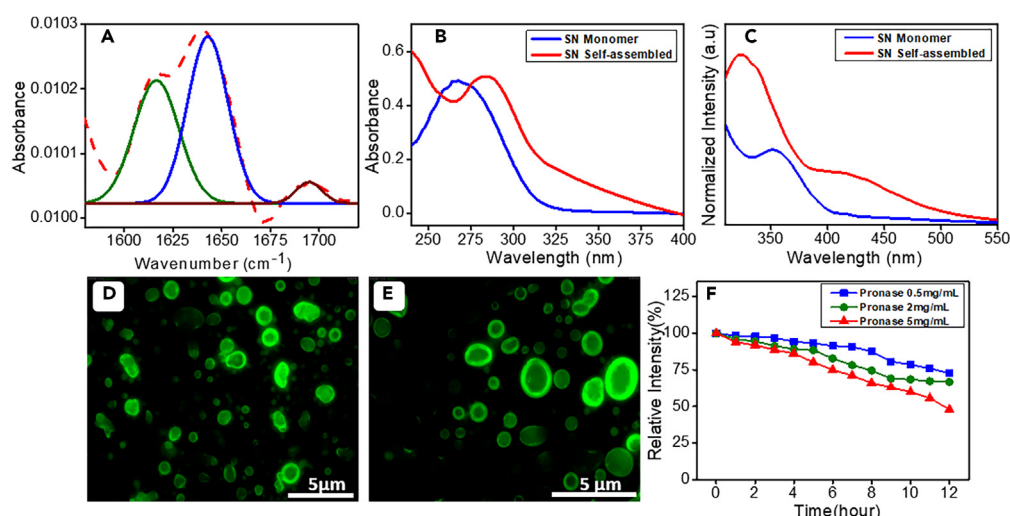 A
0.0103
0.0102
0.0101
0.0100
Absorbance
1600 1625 1650 1675 1700
Wavenumber (cm⁻¹)
B
SN Monomer
SN Self-assembled
0.6
0.4
0.2
0.0
Absorbance
250 275 300 325 350 375 400
Wavelength (nm)
C
SN Monomer
SN Self-assembled
Normalized Intensity (a.u)
350 400 450 500 550
Wavelength (nm)
D
5μm
E
5 μm
F
Pronase 0.5mg/mL
Pronase 2mg/mL
Pronase 5mg/mL
125
100
75
50
25
0
Relative Intensity(%)
0 2 4 6 8 10 12
Time(hour)